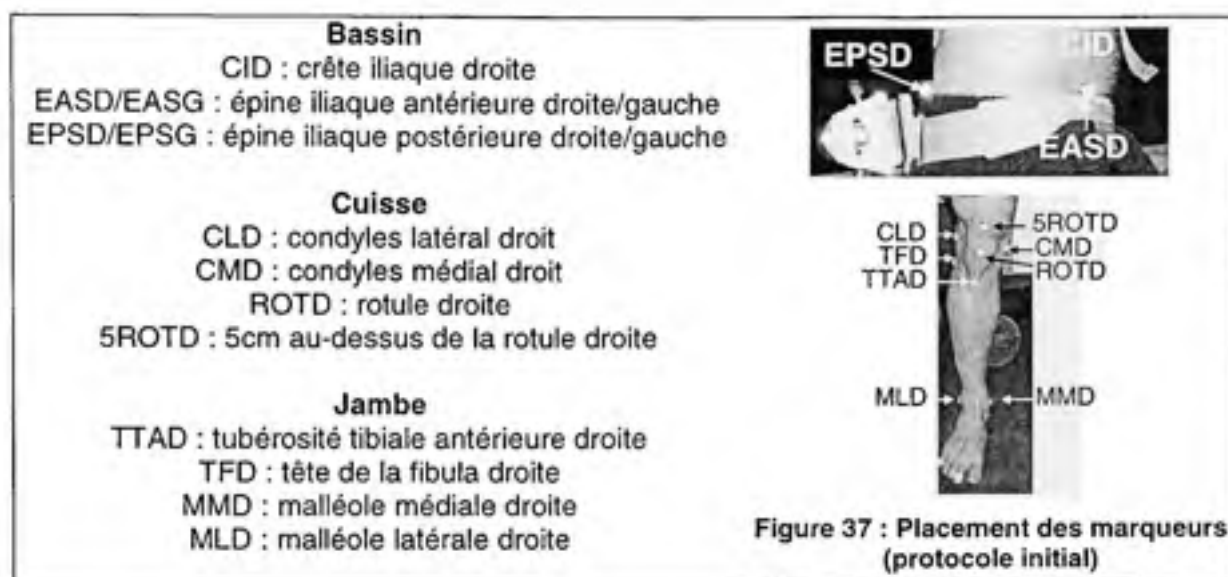 Bassin
CID : crête iliaque droite
EASD/EASG : épine iliaque antérieure droite/gauche
EPSD/EPSG : épine iliaque postérieure droite/gauche
Cuisse
CLD : condyles latéral droit
CMD : condyles médial droit
ROTD : rotule droite
5ROTD : 5cm au-dessus de la rotule droite
Jambe
TTAD : tubérosité tibiale antérieure droite
TFD : tête de la fibula droite
MMD : malléole médiale droite
MLD : malléole latérale droite
EPSD
CID
EASD
CLD
TFD
TTAD
5ROTD
CMD
ROTD
MLD
MMD
Figure 37 : Placement des marqueurs
(protocole initial)